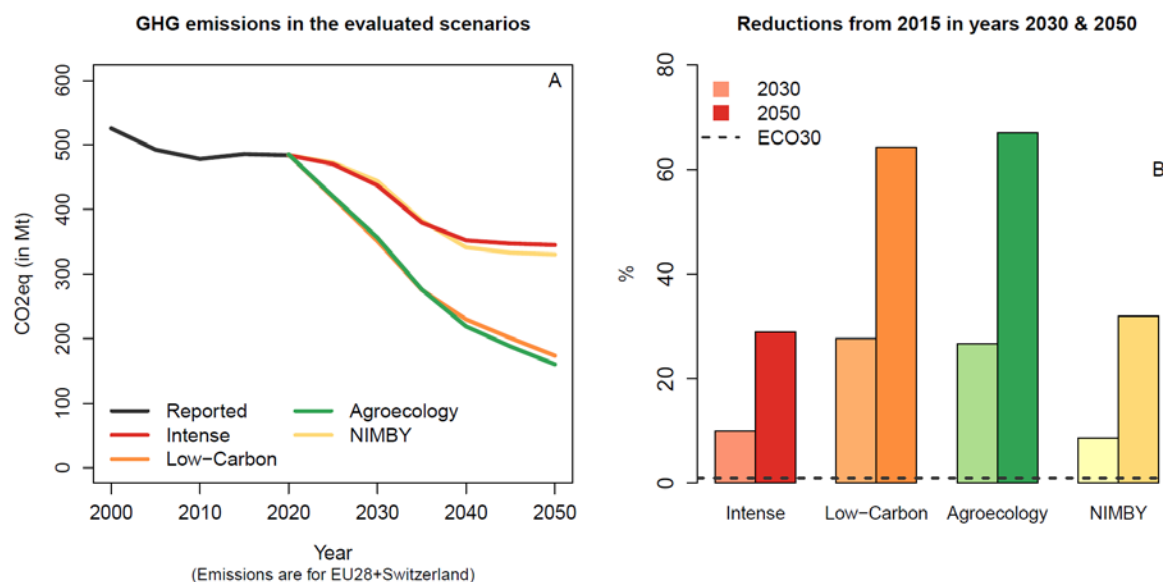 GHG emissions in the evaluated scenarios
A
600
500
400
300
200
100
0
CO2eq (in Mt)
Reported
Intense
Low−Carbon
Agroecology
NIMBY
2000
2010
2020
2030
2040
2050
Year
(Emissions are for EU28+Switzerland)
Reductions from 2015 in years 2030 & 2050
B
80
60
40
20
0
%
2030
2050
ECO30
Intense
Low−Carbon
Agroecology
NIMBY